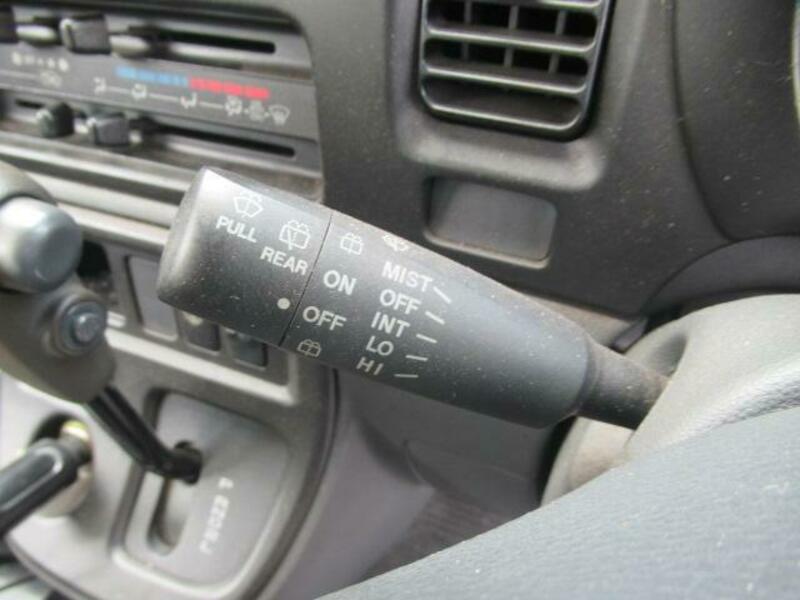 PULL
REAR
ON
OFF
MIST
OFF
INT
LO
HI